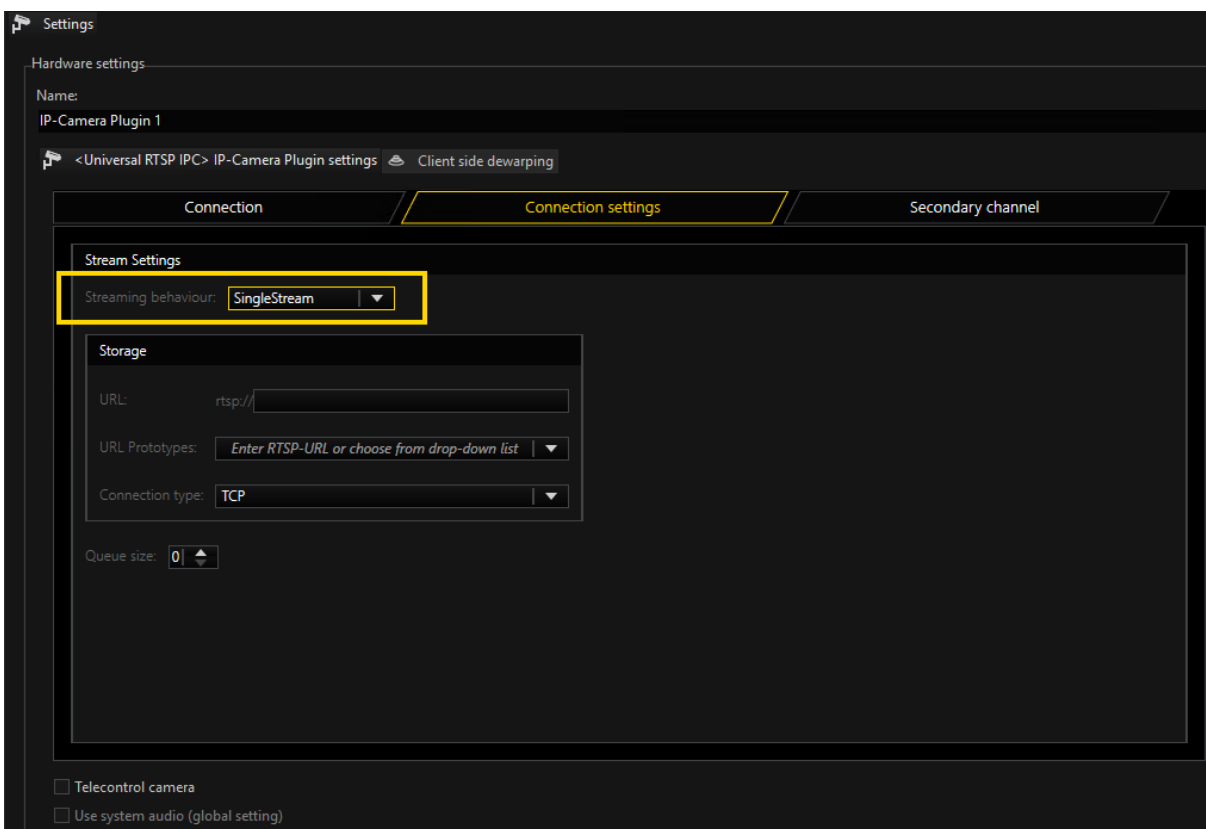 Settings
Hardware settings
Name:
IP-Camera Plugin 1
<Universal RTSP IPC> IP-Camera Plugin settings Client side dewarping
Connection Connection settings Secondary channel
Stream Settings
Streaming behaviour: SingleStream
Storage
URL: rtsp://
URL Prototypes: Enter RTSP-URL or choose from drop-down list
Connection type: TCP
Queue size: 0
Telecontrol camera
Use system audio (global setting)